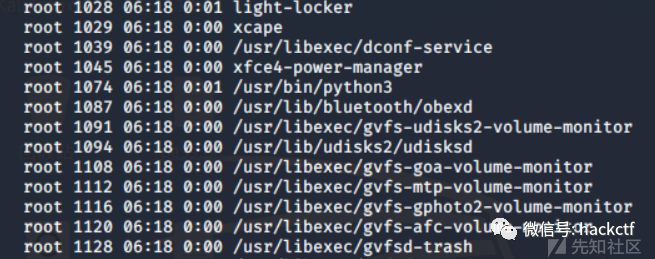 root 1028 06:18 0:01 light-locker
root 1029 06:18 0:00 xcape
root 1039 06:18 0:00 /usr/libexec/dconf-service
root 1045 06:18 0:00 xfce4-power-manager
root 1074 06:18 0:01 /usr/bin/python3
root 1087 06:18 0:00 /usr/lib/bluetooth/obexd
root 1091 06:18 0:00 /usr/libexec/gvfs-udisks2-volume-monitor
root 1094 06:18 0:00 /usr/lib/udisks2/udisksd
root 1108 06:18 0:00 /usr/libexec/gvfs-goa-volume-monitor
root 1112 06:18 0:00 /usr/libexec/gvfs-mtp-volume-monitor
root 1116 06:18 0:00 /usr/libexec/gvfs-gphoto2-volume-monitor
root 1120 06:18 0:00 /usr/libexec/gvfs-afc-volume-monitor
root 1128 06:18 0:00 /usr/libexec/gvfsd-trash
微信号: hackctf
先知社区